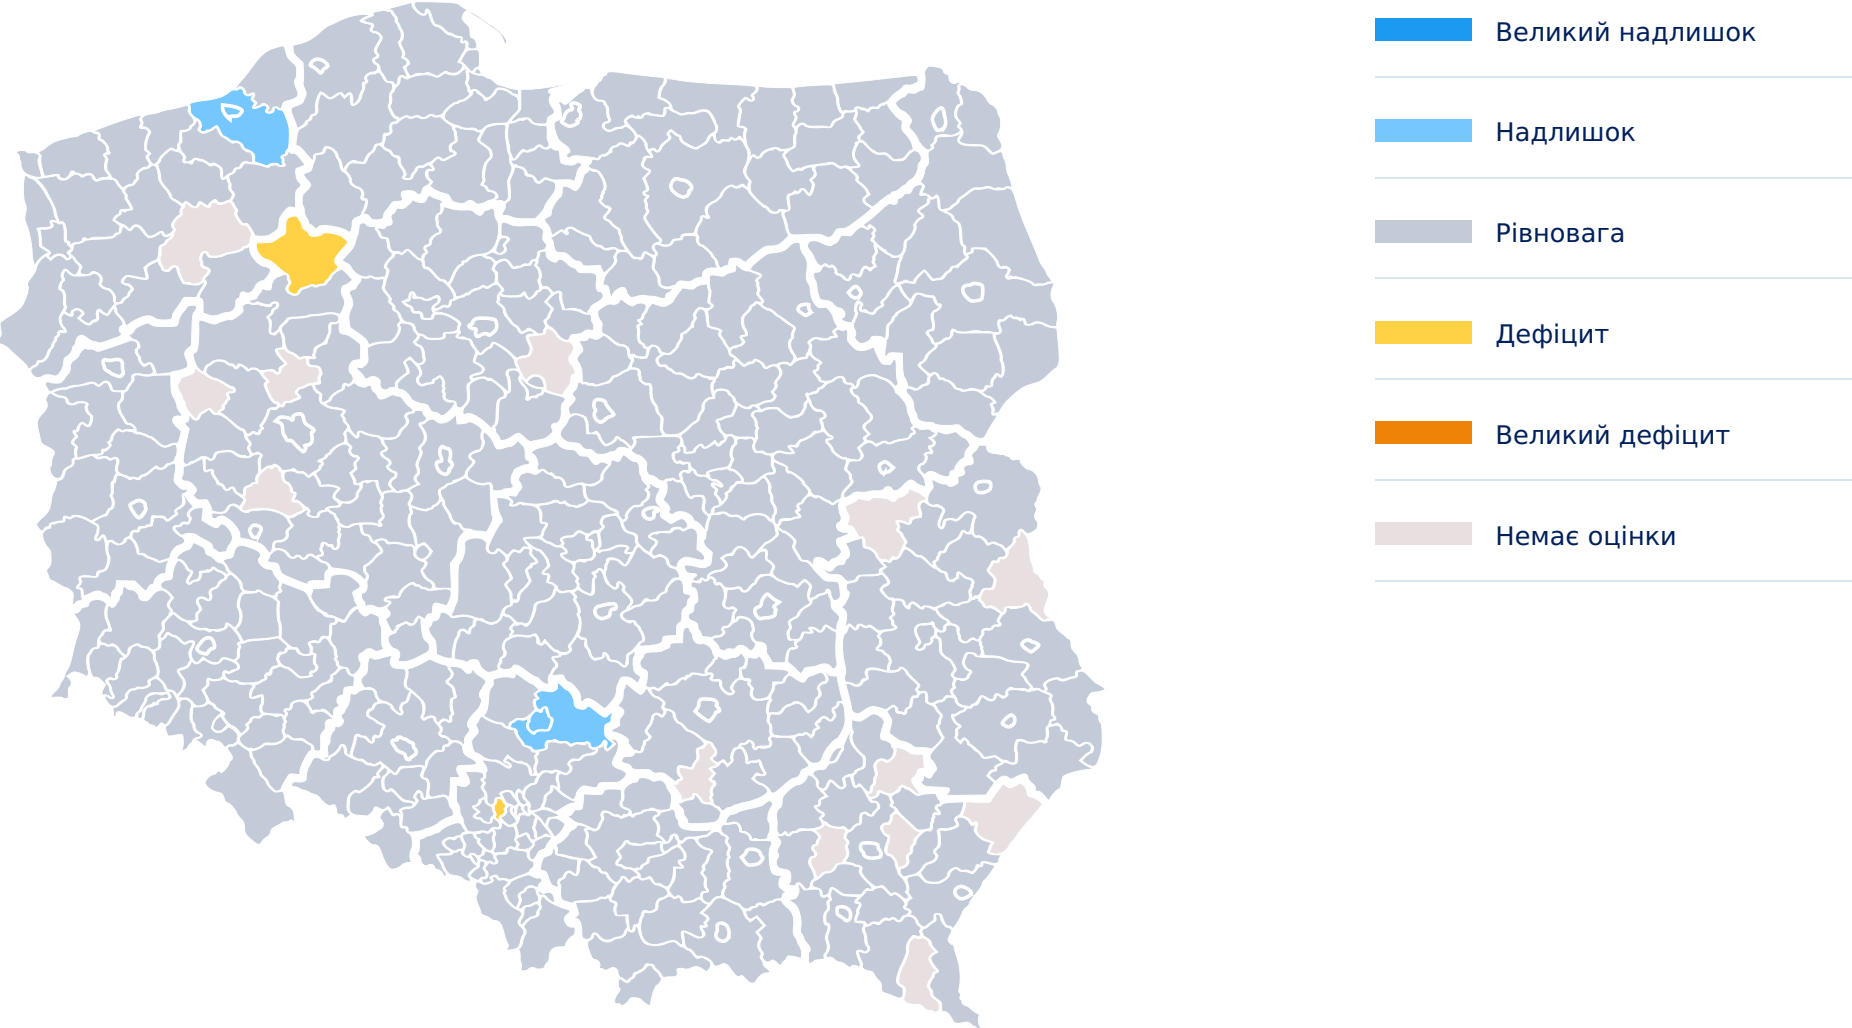 Великий надлишок
Надлишок
Рівновага
Дефіцит
Великий дефіцит
Немає оцінки